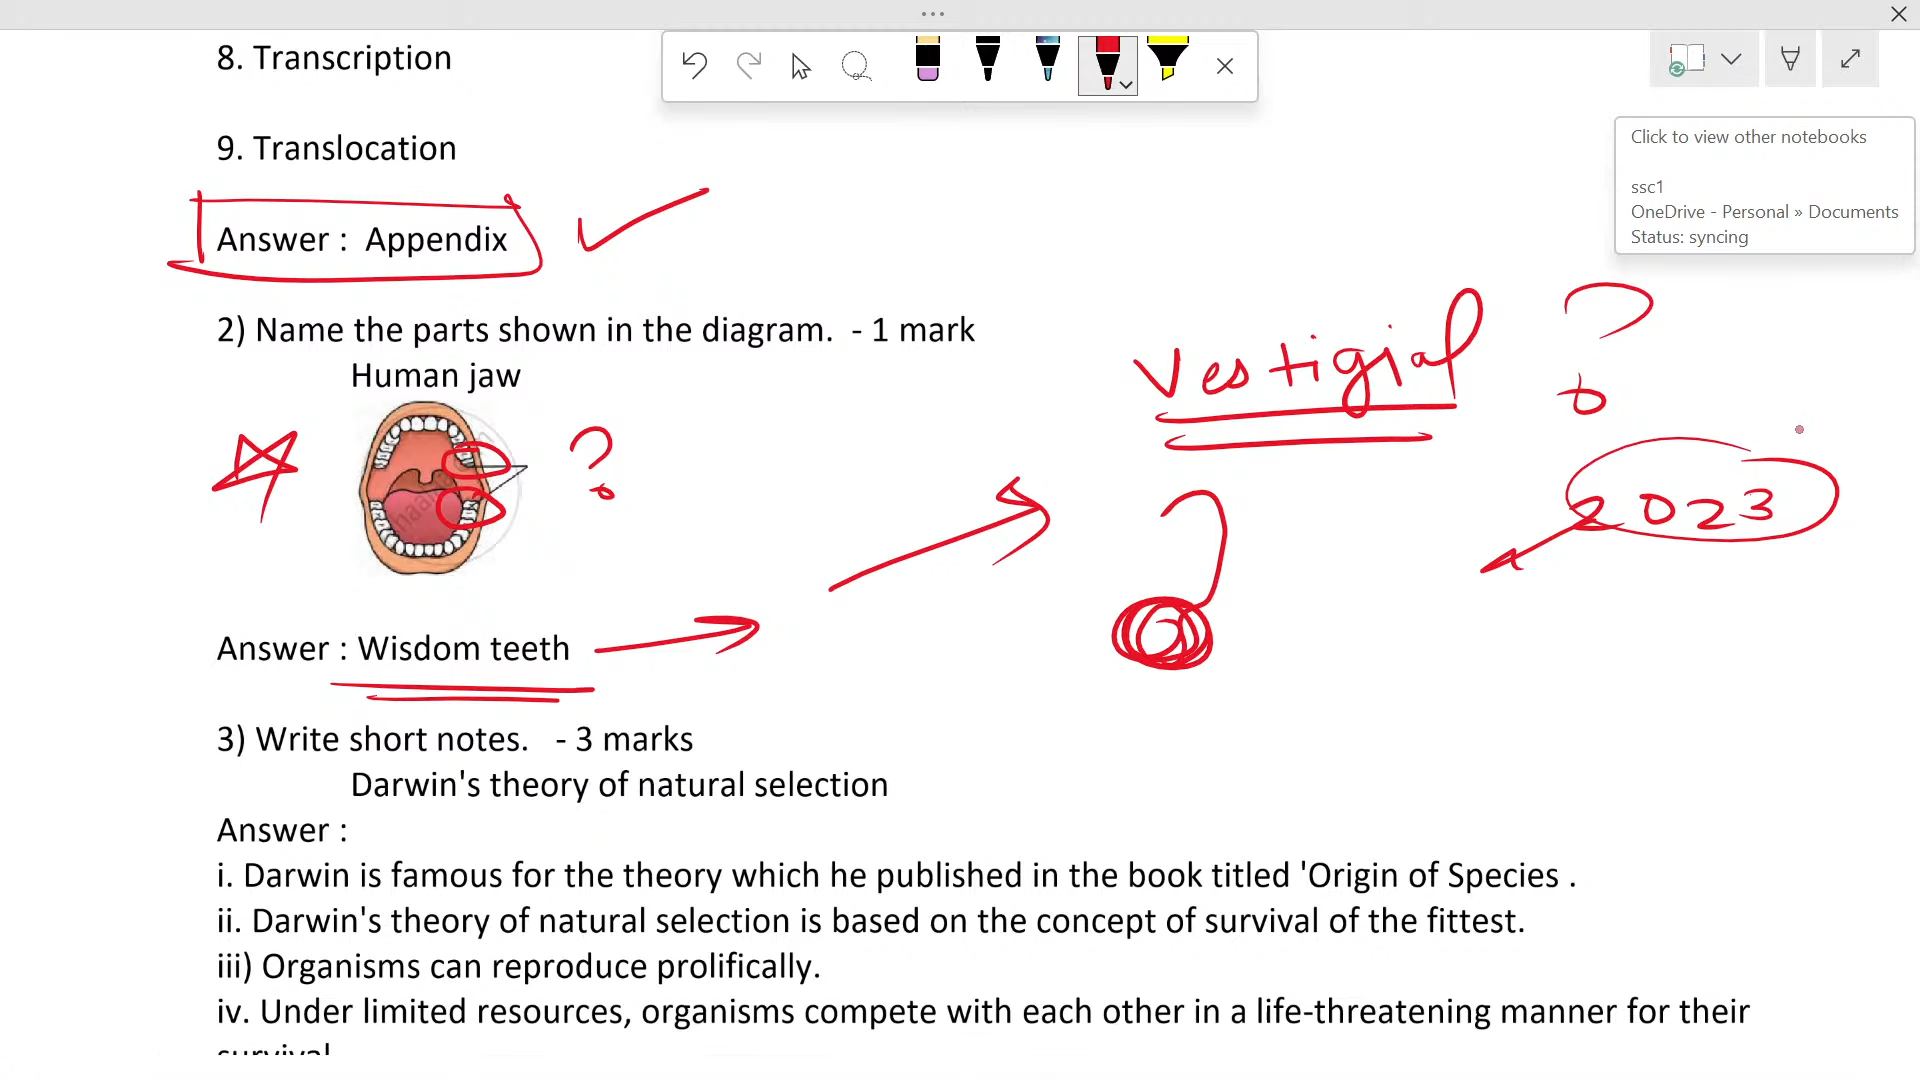 8. Transcription
9. Translocation
Answer : Appendix
2) Name the parts shown in the diagram. - 1 mark
Human jaw
Vestigial ?
?
2023
Answer : Wisdom teeth
3) Write short notes. - 3 marks
Darwin's theory of natural selection
Answer :
i. Darwin is famous for the theory which he published in the book titled 'Origin of Species .
ii. Darwin's theory of natural selection is based on the concept of survival of the fittest.
iii) Organisms can reproduce prolifically.
iv. Under limited resources, organisms compete with each other in a life-threatening manner for their
survival
Click to view other notebooks
ssc1
OneDrive - Personal » Documents
Status: syncing